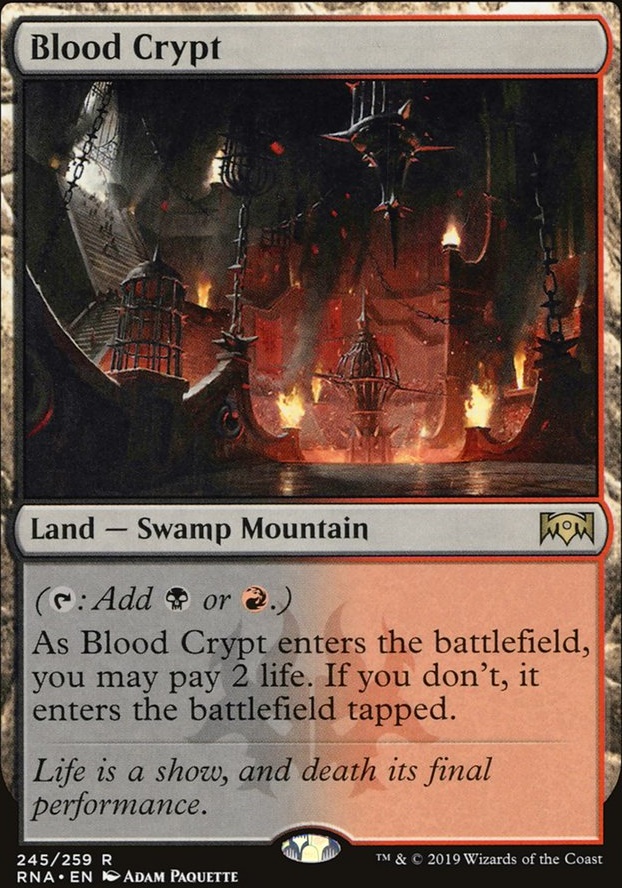 Blood Crypt
Land — Swamp Mountain
(: Add or .)
As Blood Crypt enters the battlefield,
you may pay 2 life. If you don't, it
enters the battlefield tapped.
Life is a show, and death its final
performance.
245/259 R
RNA • EN Adam Paquette
™ & © 2019 Wizards of the Coast